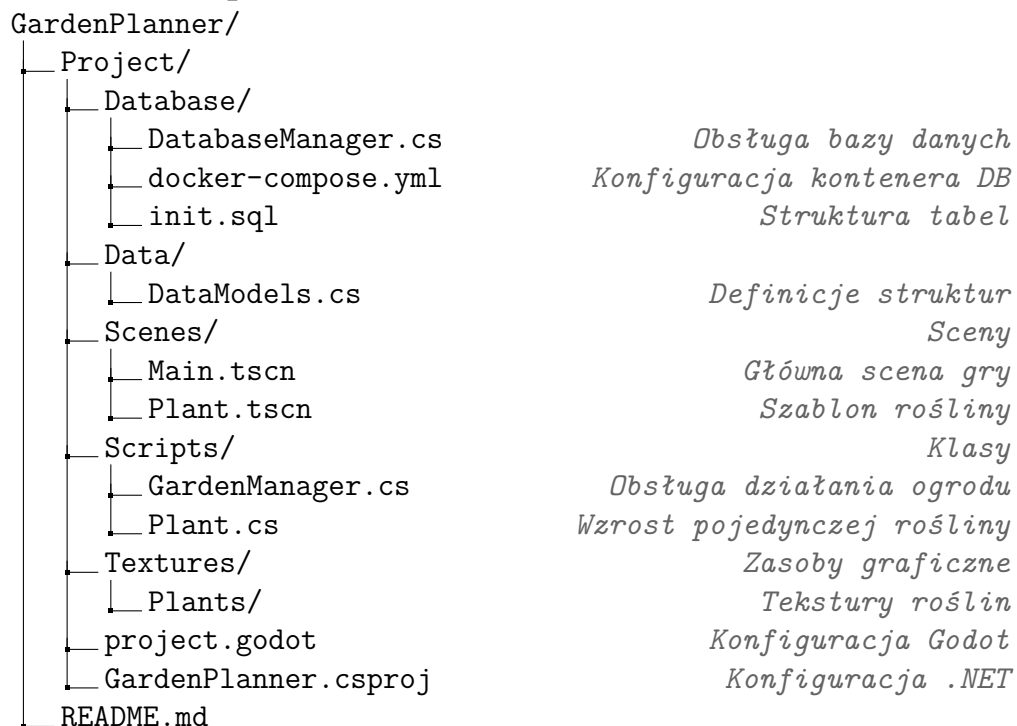 GardenPlanner/
Project/
Database/
DatabaseManager.cs Obsługa bazy danych
docker-compose.yml Konfiguracja kontenera DB
init.sql Struktura tabel
Data/
DataModels.cs Definicje struktur
Scenes/ Sceny
Main.tscn Główna scena gry
Plant.tscn Szablon rośliny
Scripts/ Klasy
GardenManager.cs Obsługa działania ogrodu
Plant.cs Wzrost pojedynczej rośliny
Textures/ Zasoby graficzne
Plants/ Tekstury roślin
project.godot Konfiguracja Godot
GardenPlanner.csproj Konfiguracja .NET
README.md